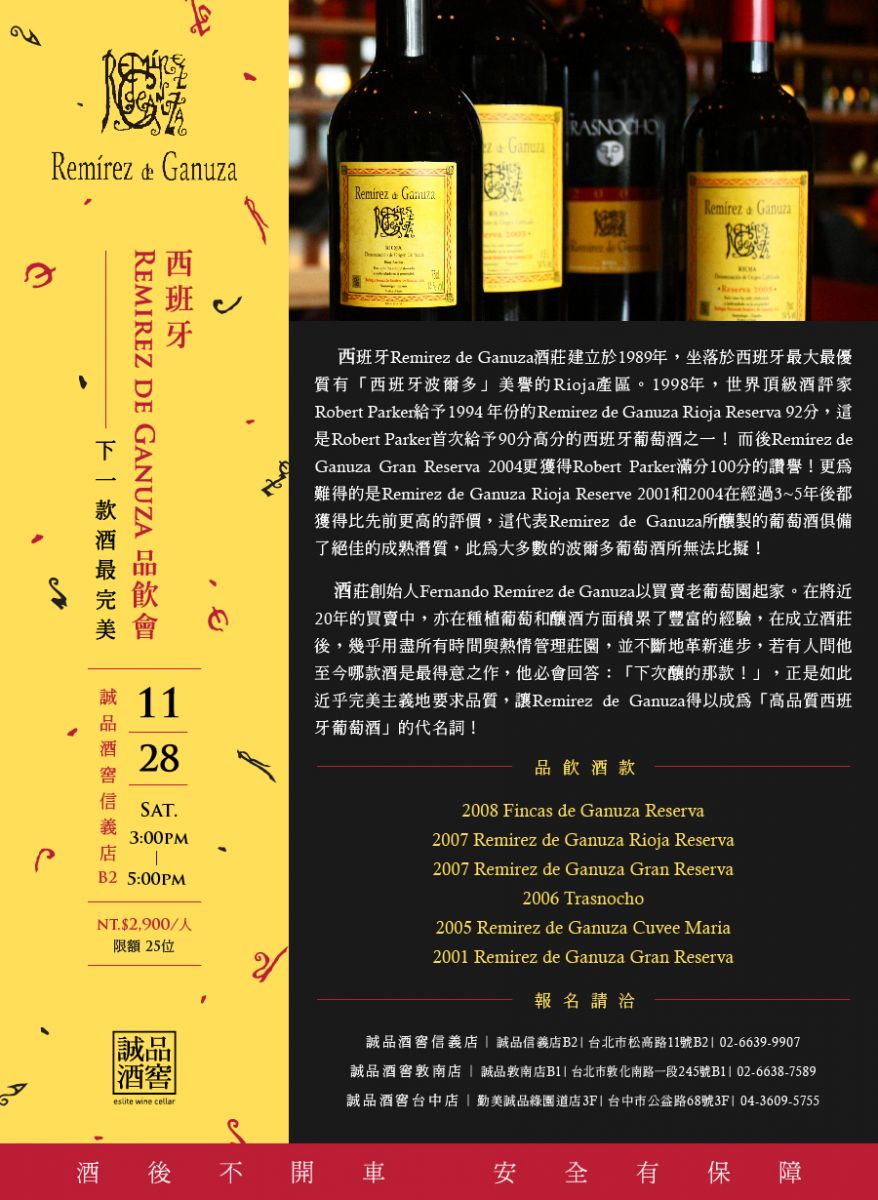 Remírez de Ganuza
西班牙
REMIREZ DE GANUZA 品飲會
下一款酒最完美
誠品酒窖信義店B2
11
28
SAT.
3:00PM
5:00PM
NT.$2,900/人
限額 25位
誠品
酒窖
eslite wine cellar
Remirez de Ganuza
RIOJA
TRASNOCHO
Remirez de Ganuza
Remirez de Ganuza
RIOJA
Reserva 2005
西班牙Remirez de Ganuza酒莊建立於1989年，坐落於西班牙最大最優
質有「西班牙波爾多」美譽的Rioja產區。1998年，世界頂級酒評家
Robert Parker給予1994 年份的Remirez de Ganuza Rioja Reserva 92分，這
是Robert Parker首次給予90分高分的西班牙葡萄酒之一！ 而後Remírez de
Ganuza Gran Reserva 2004更獲得Robert Parker滿分100分的讚譽！更為
難得的是Remirez de Ganuza Rioja Reserve 2001和2004在經過3~5年後都
獲得比先前更高的評價，這代表Remirez de Ganuza所釀製的葡萄酒俱備
了絕佳的成熟潛質，此為大多數的波爾多葡萄酒所無法比擬！
酒莊創始人Fernando Remírez de Ganuza以買賣老葡萄園起家。在將近
20年的買賣中，亦在種植葡萄和釀酒方面積累了豐富的經驗，在成立酒莊
後，幾乎用盡所有時間與熱情管理莊園，並不斷地革新進步，若有人問他
至今哪款酒是最得意之作，他必會回答：「下次釀的那款！」，正是如此
近乎完美主義地要求品質，讓Remirez de Ganuza得以成為「高品質西班
牙葡萄酒」的代名詞！
品飲酒款
2008 Fincas de Ganuza Reserva
2007 Remirez de Ganuza Rioja Reserva
2007 Remirez de Ganuza Gran Reserva
2006 Trasnocho
2005 Remirez de Ganuza Cuvee Maria
2001 Remirez de Ganuza Gran Reserva
報名請洽
誠品酒窖信義店 | 誠品信義店B2| 台北市松高路11號B2| 02-6639-9907
誠品酒窖敦南店 | 誠品敦南店B1| 台北市敦化南路一段245號B1| 02-6638-7589
誠品酒窖台中店 | 勤美誠品綠園道店3F| 台中市公益路68號3F| 04-3609-5755
酒後不開車 安全有保障